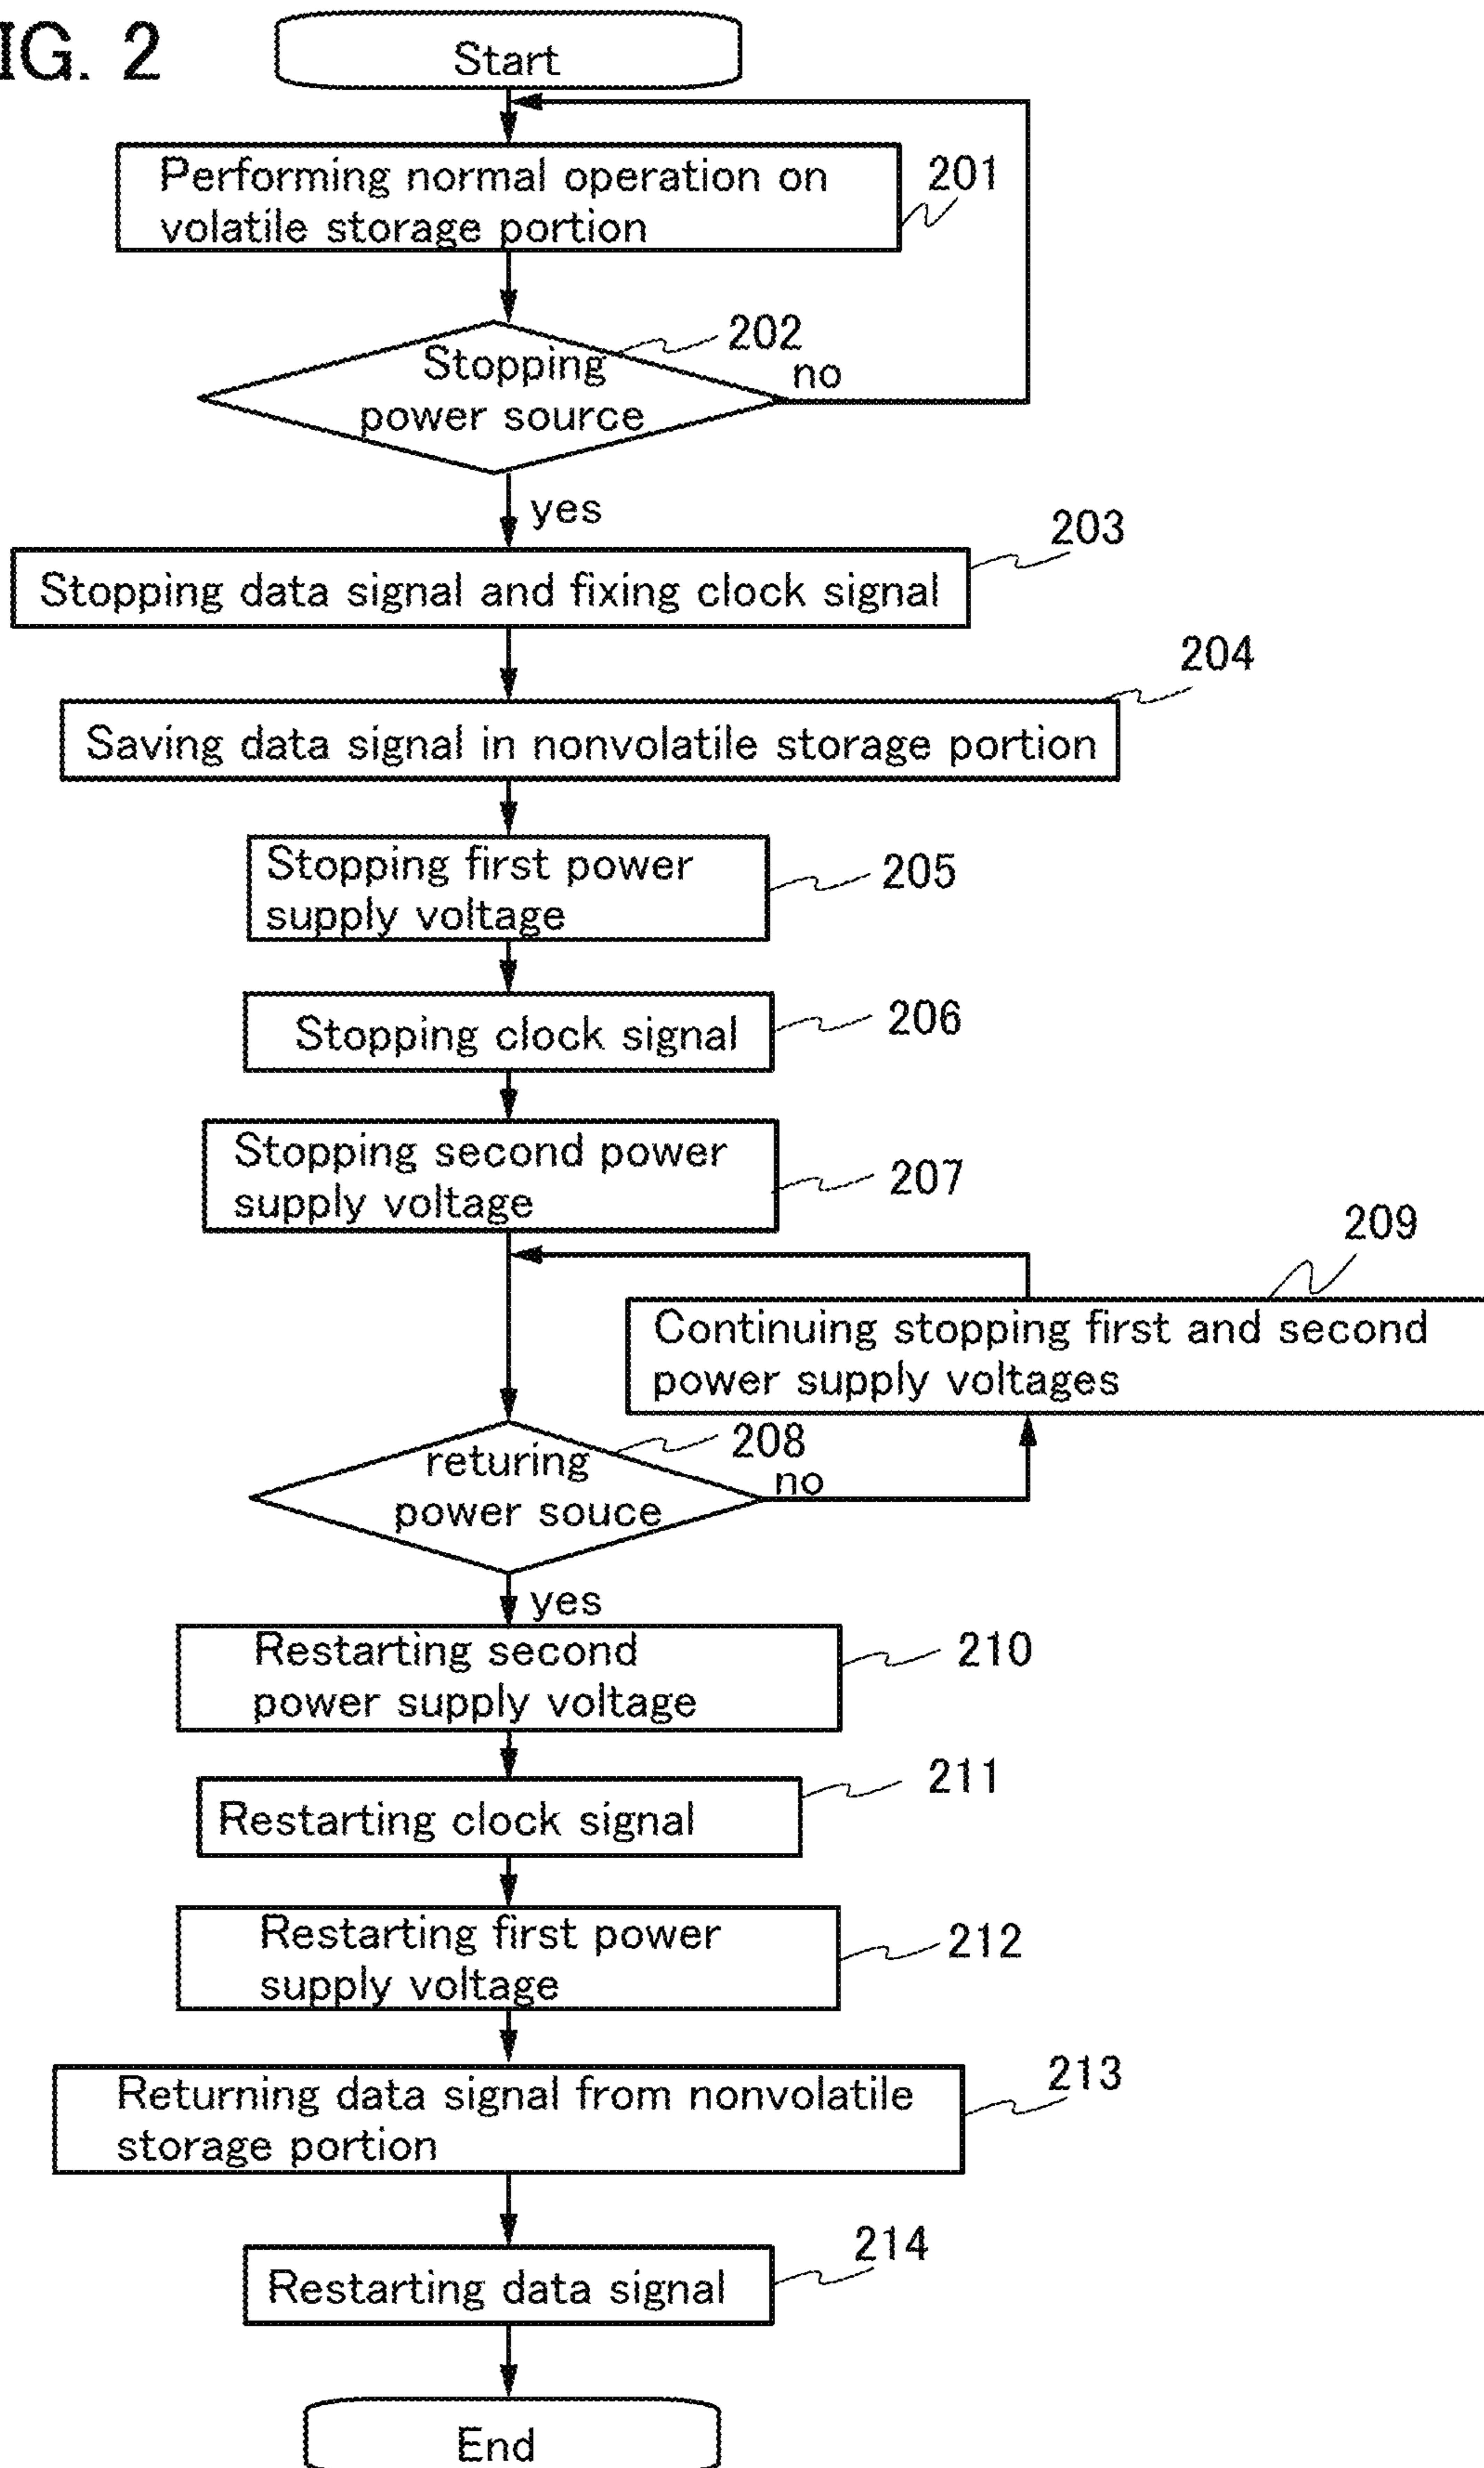 IG. 2
Start
Performing normal operation on
volatile storage portion
201
202
Stopping
power source
no
yes
203
Stopping data signal and fixing clock signal
204
Saving data signal in nonvolatile storage portion
Stopping first power
supply voltage
205
Stopping clock signal
206
Stopping second power
supply voltage
207
209
Continuing stopping first and second
power supply voltages
208
returing
power souce
no
yes
Restarting second
power supply voltage
210
211
Restarting clock signal
Restarting first power
supply voltage
212
213
Returning data signal from nonvolatile
storage portion
214
Restarting data signal
End